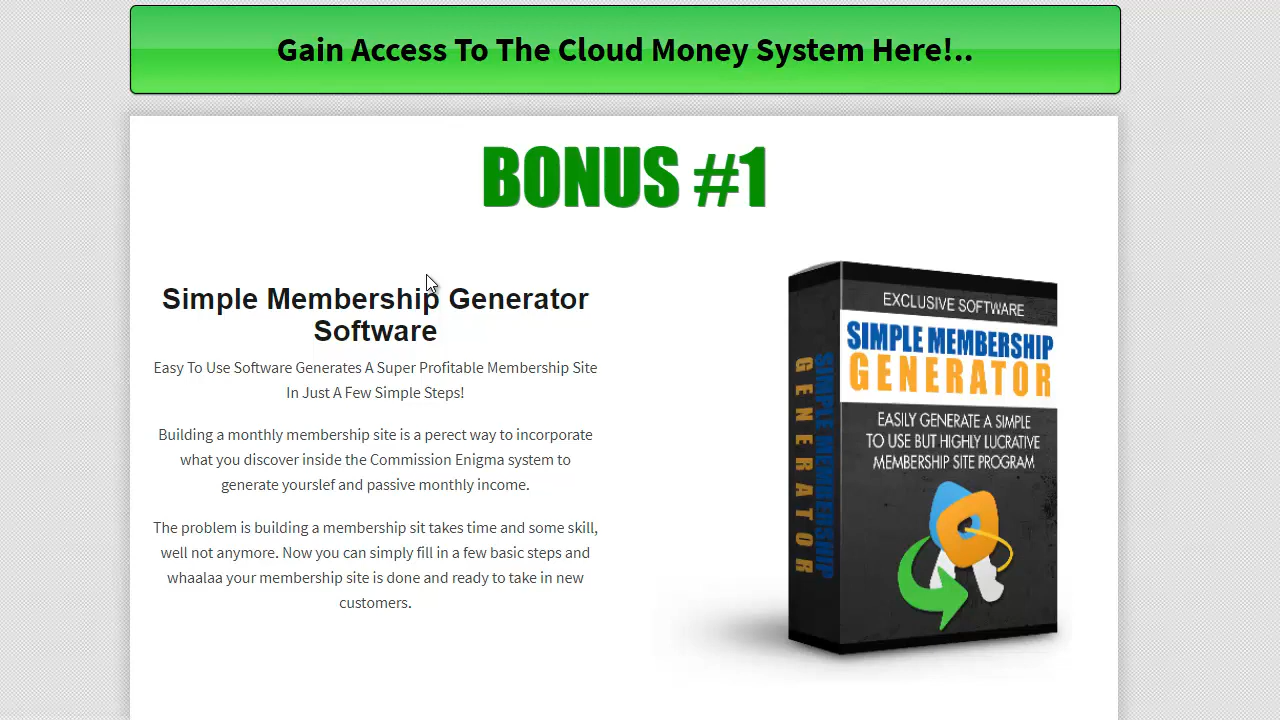 Gain Access To The Cloud Money System Here!..
BONUS #1
Simple Membership Generator
Software
Easy To Use Software Generates A Super Profitable Membership Site
In Just A Few Simple Steps!
Building a monthly membership site is a perect way to incorporate
what you discover inside the Commission Enigma system to
generate yourslef and passive monthly income.
The problem is building a membership sit takes time and some skill,
well not anymore. Now you can simply fill in a few basic steps and
whaalaa your membership site is done and ready to take in new
customers.
EXCLUSIVE SOFTWARE
SIMPLE MEMBERSHIP
GENERATOR
EASILY GENERATE A SIMPLE
TO USE BUT HIGHLY LUCRATIVE
MEMBERSHIP SITE PROGRAM
SIMPLE MEMBERSHIP
GENERATOR